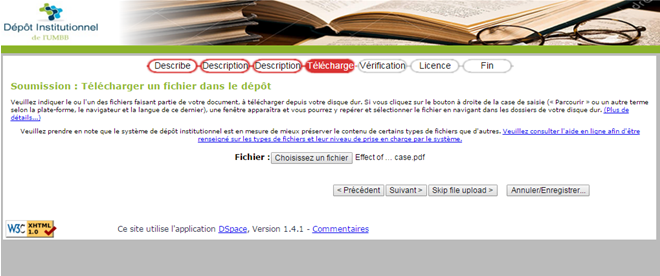 Dépôt Institutionnel
de l'UMBB
Describe Description Description Télécharge Vérification Licence Fin
Soumission : Télécharger un fichier dans le dépôt
Veuillez indiquer le ou l'un des fichiers faisant partie de votre document, à télécharger depuis votre disque dur. Si vous cliquez sur le bouton à droite de la case de saisie (« Parcourir » ou un autre terme
selon la plate-forme, le navigateur et la langue de ce dernier), une fenêtre apparaîtra et vous pourrez y repérer et sélectionner le fichier en navigant dans les dossiers de votre disque dur. (Plus de
détails...)
Veuillez prendre en note que le système de dépôt institutionnel est en mesure de mieux préserver le contenu de certains types de fichiers que d'autres. Veuillez consulter l'aide en ligne afin d'être
renseigné sur les types de fichiers et leur niveau de prise en charge par le système.
Fichier : Choisissez un fichier Effect of ... case.pdf
< Précédent Suivant > Skip file upload > Annuler/Enregistrer...
W3C XHTML 1.0
Ce site utilise l'application DSpace, Version 1.4.1 - Commentaires